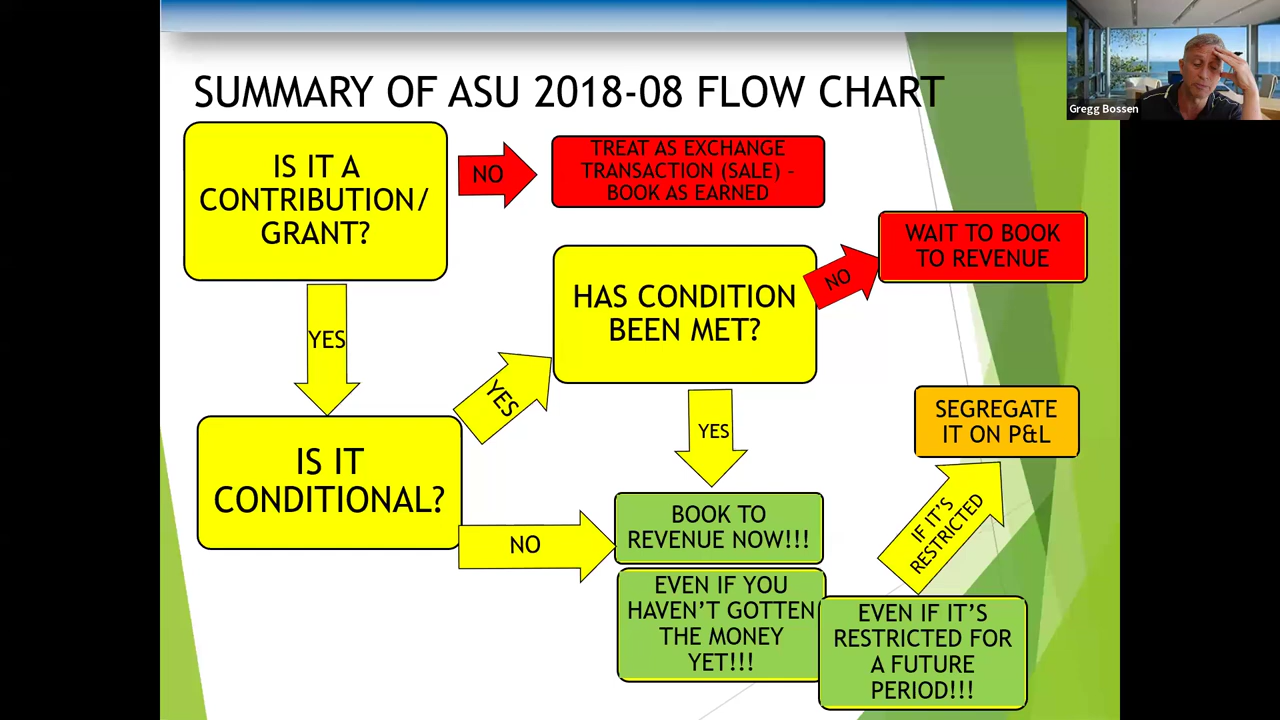 Gregg Bossen
SUMMARY OF ASU 2018-08 FLOW CHART
IS IT A
CONTRIBUTION/
GRANT?
NO
TREAT AS EXCHANGE
TRANSACTION (SALE) –
BOOK AS EARNED
YES
IS IT
CONDITIONAL?
YES
HAS CONDITION
BEEN MET?
NO
WAIT TO BOOK
TO REVENUE
YES
NO
BOOK TO
REVENUE NOW!!!
EVEN IF YOU
HAVEN'T GOTTEN
THE MONEY
YET!!!
EVEN IF IT'S
RESTRICTED FOR
A FUTURE
PERIOD!!!
IF IT'S
RESTRICTED
SEGREGATE
IT ON P&L